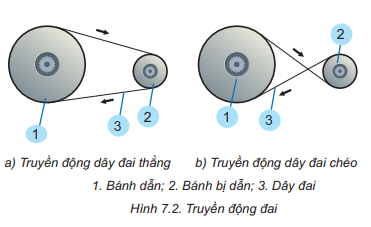 2
1
3
2
1
3
a) Truyền động dây đai thẳng
b) Truyền động dây đai chéo
1. Bánh dẫn; 2. Bánh bị dẫn; 3. Dây đai
Hình 7.2. Truyền động đai